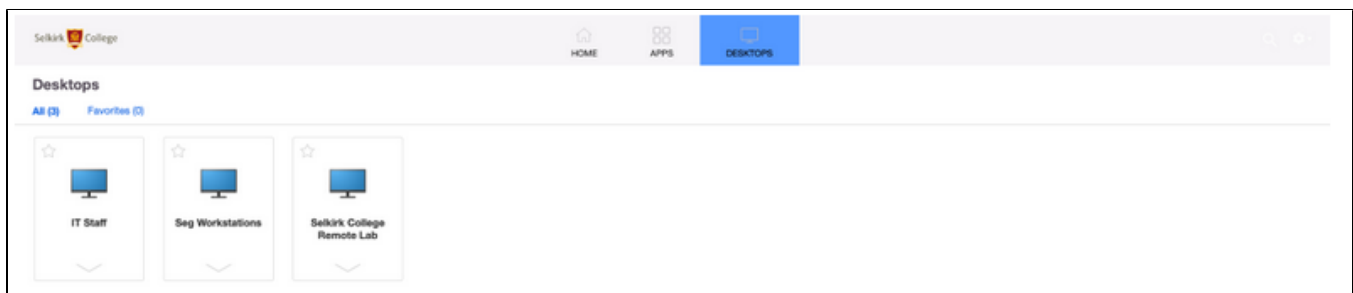 Selkirk College
HOME
APPS
DESKTOPS
Desktops
All (3)
Favorites (0)
IT Staff
Seg Workstations
Selkirk College
Remote Lab